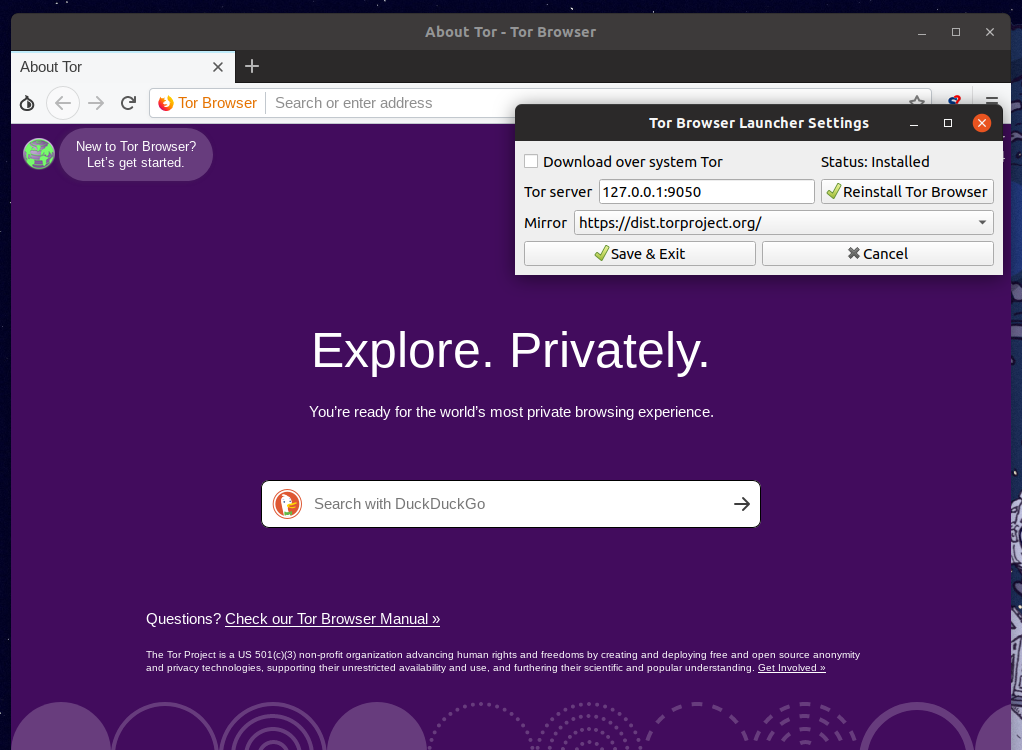 About Tor - Tor Browser
About Tor
Tor Browser
Search or enter address
New to Tor Browser?
Let's get started.
Tor Browser Launcher Settings
Download over system Tor
Status: Installed
Tor server
127.0.0.1:9050
Reinstall Tor Browser
Mirror
https://dist.torproject.org/
Save & Exit
Cancel
Explore. Privately.
You're ready for the world's most private browsing experience.
Search with DuckDuckGo
Questions? Check our Tor Browser Manual »
The Tor Project is a US 501(c)(3) non-profit organization advancing human rights and freedoms by creating and deploying free and open source anonymity
and privacy technologies, supporting their unrestricted availability and use, and furthering their scientific and popular understanding. Get Involved »